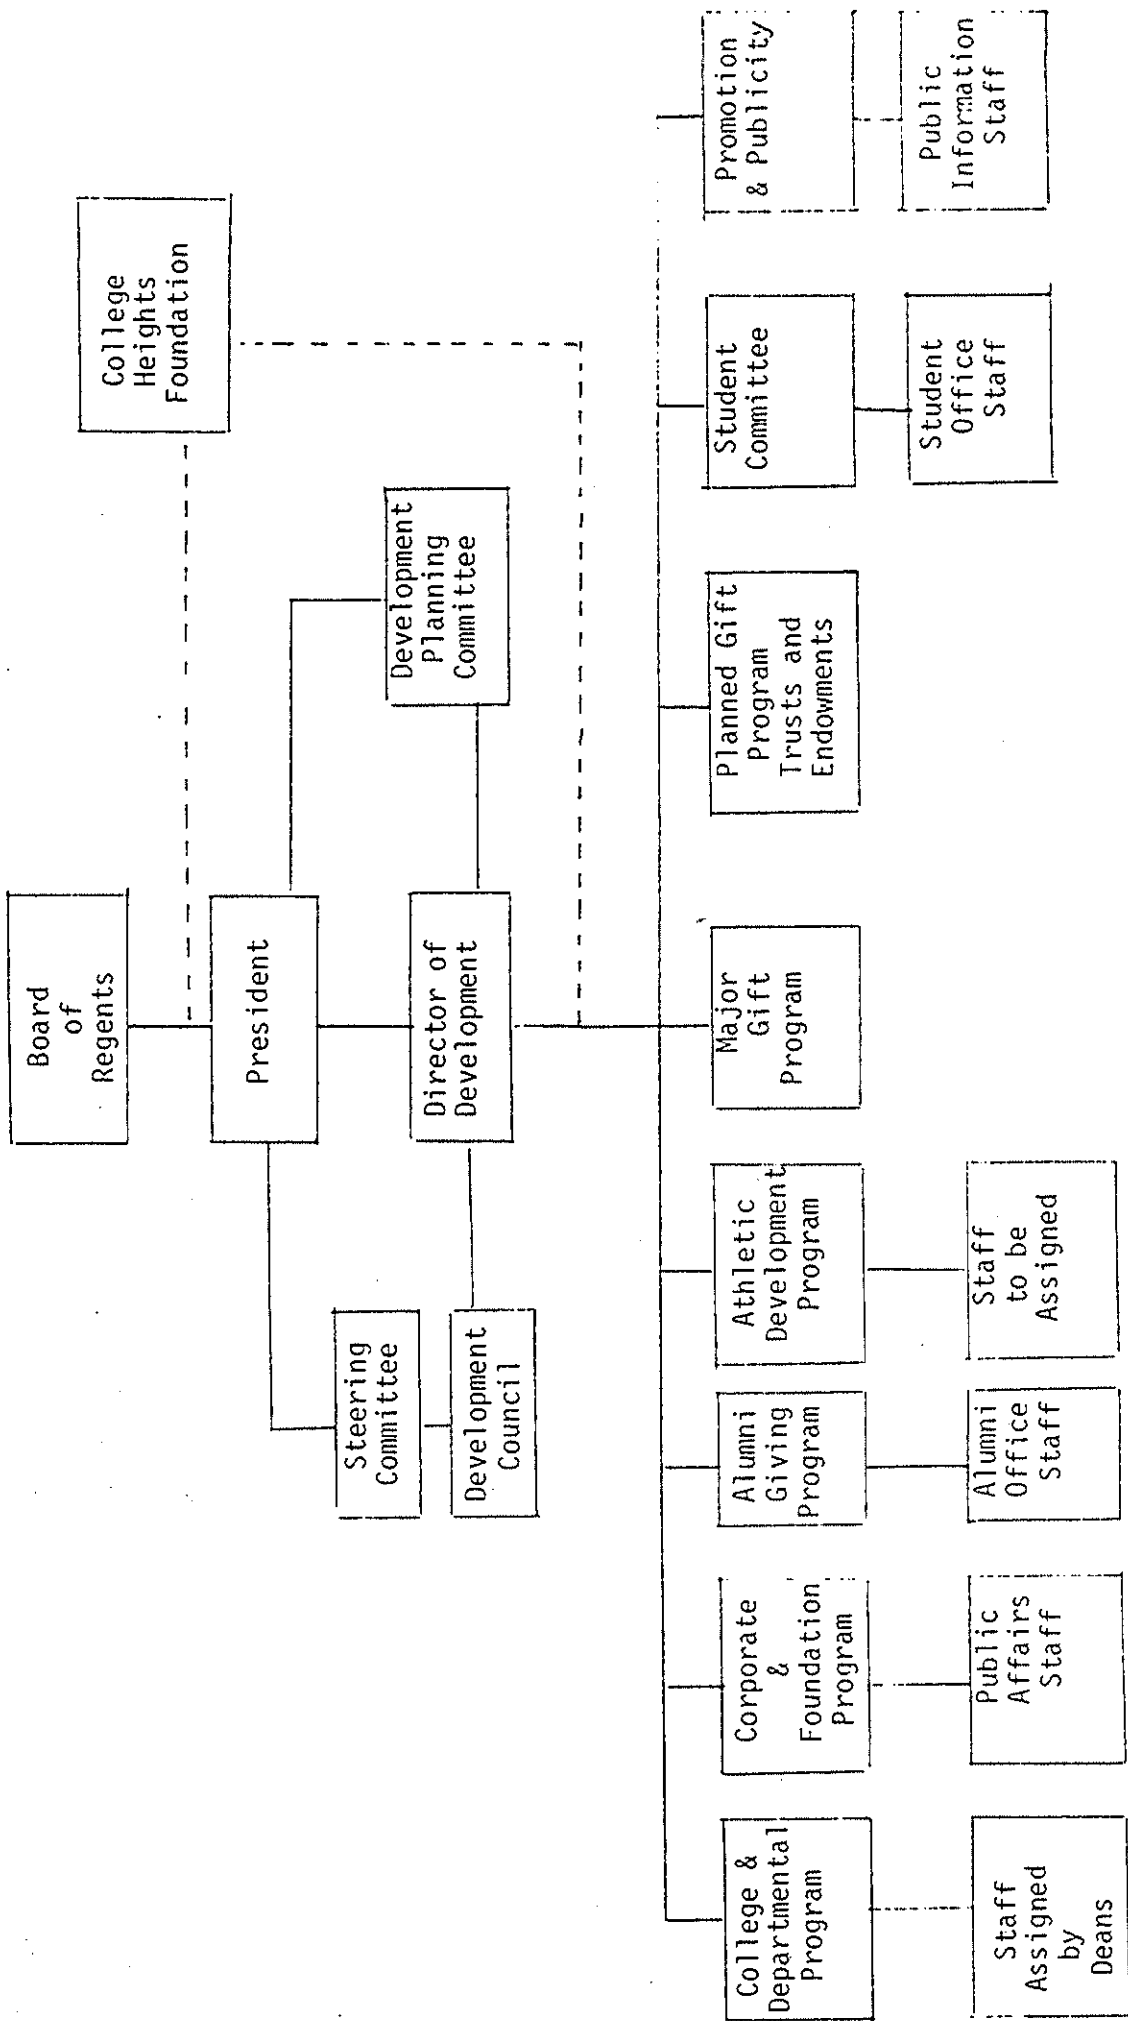 Board
of
Regents
College
Heights
Foundation
President
Steering
Committee
Development
Planning
Committee
Director of
Development
Development
Council
College &
Departmental
Program
Corporate
&
Foundation
Program
Alumni
Giving
Program
Athletic
Development
Program
Major
Gift
Program
Planned Gift
Program
Trusts and
Endowments
Student
Committee
Promotion
& Publicity
Staff
Assigned
by
Deans
Public
Affairs
Staff
Alumni
Office
Staff
Staff
to be
Assigned
Student
Office
Staff
Public
Information
Staff